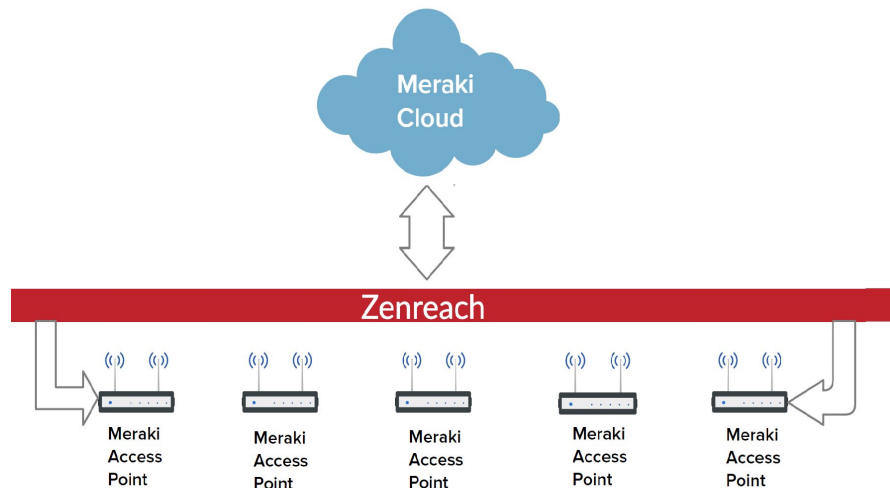 Meraki
Cloud
Zenreach
Meraki
Access
Point
Meraki
Access
Point
Meraki
Access
Point
Meraki
Access
Point
Meraki
Access
Point